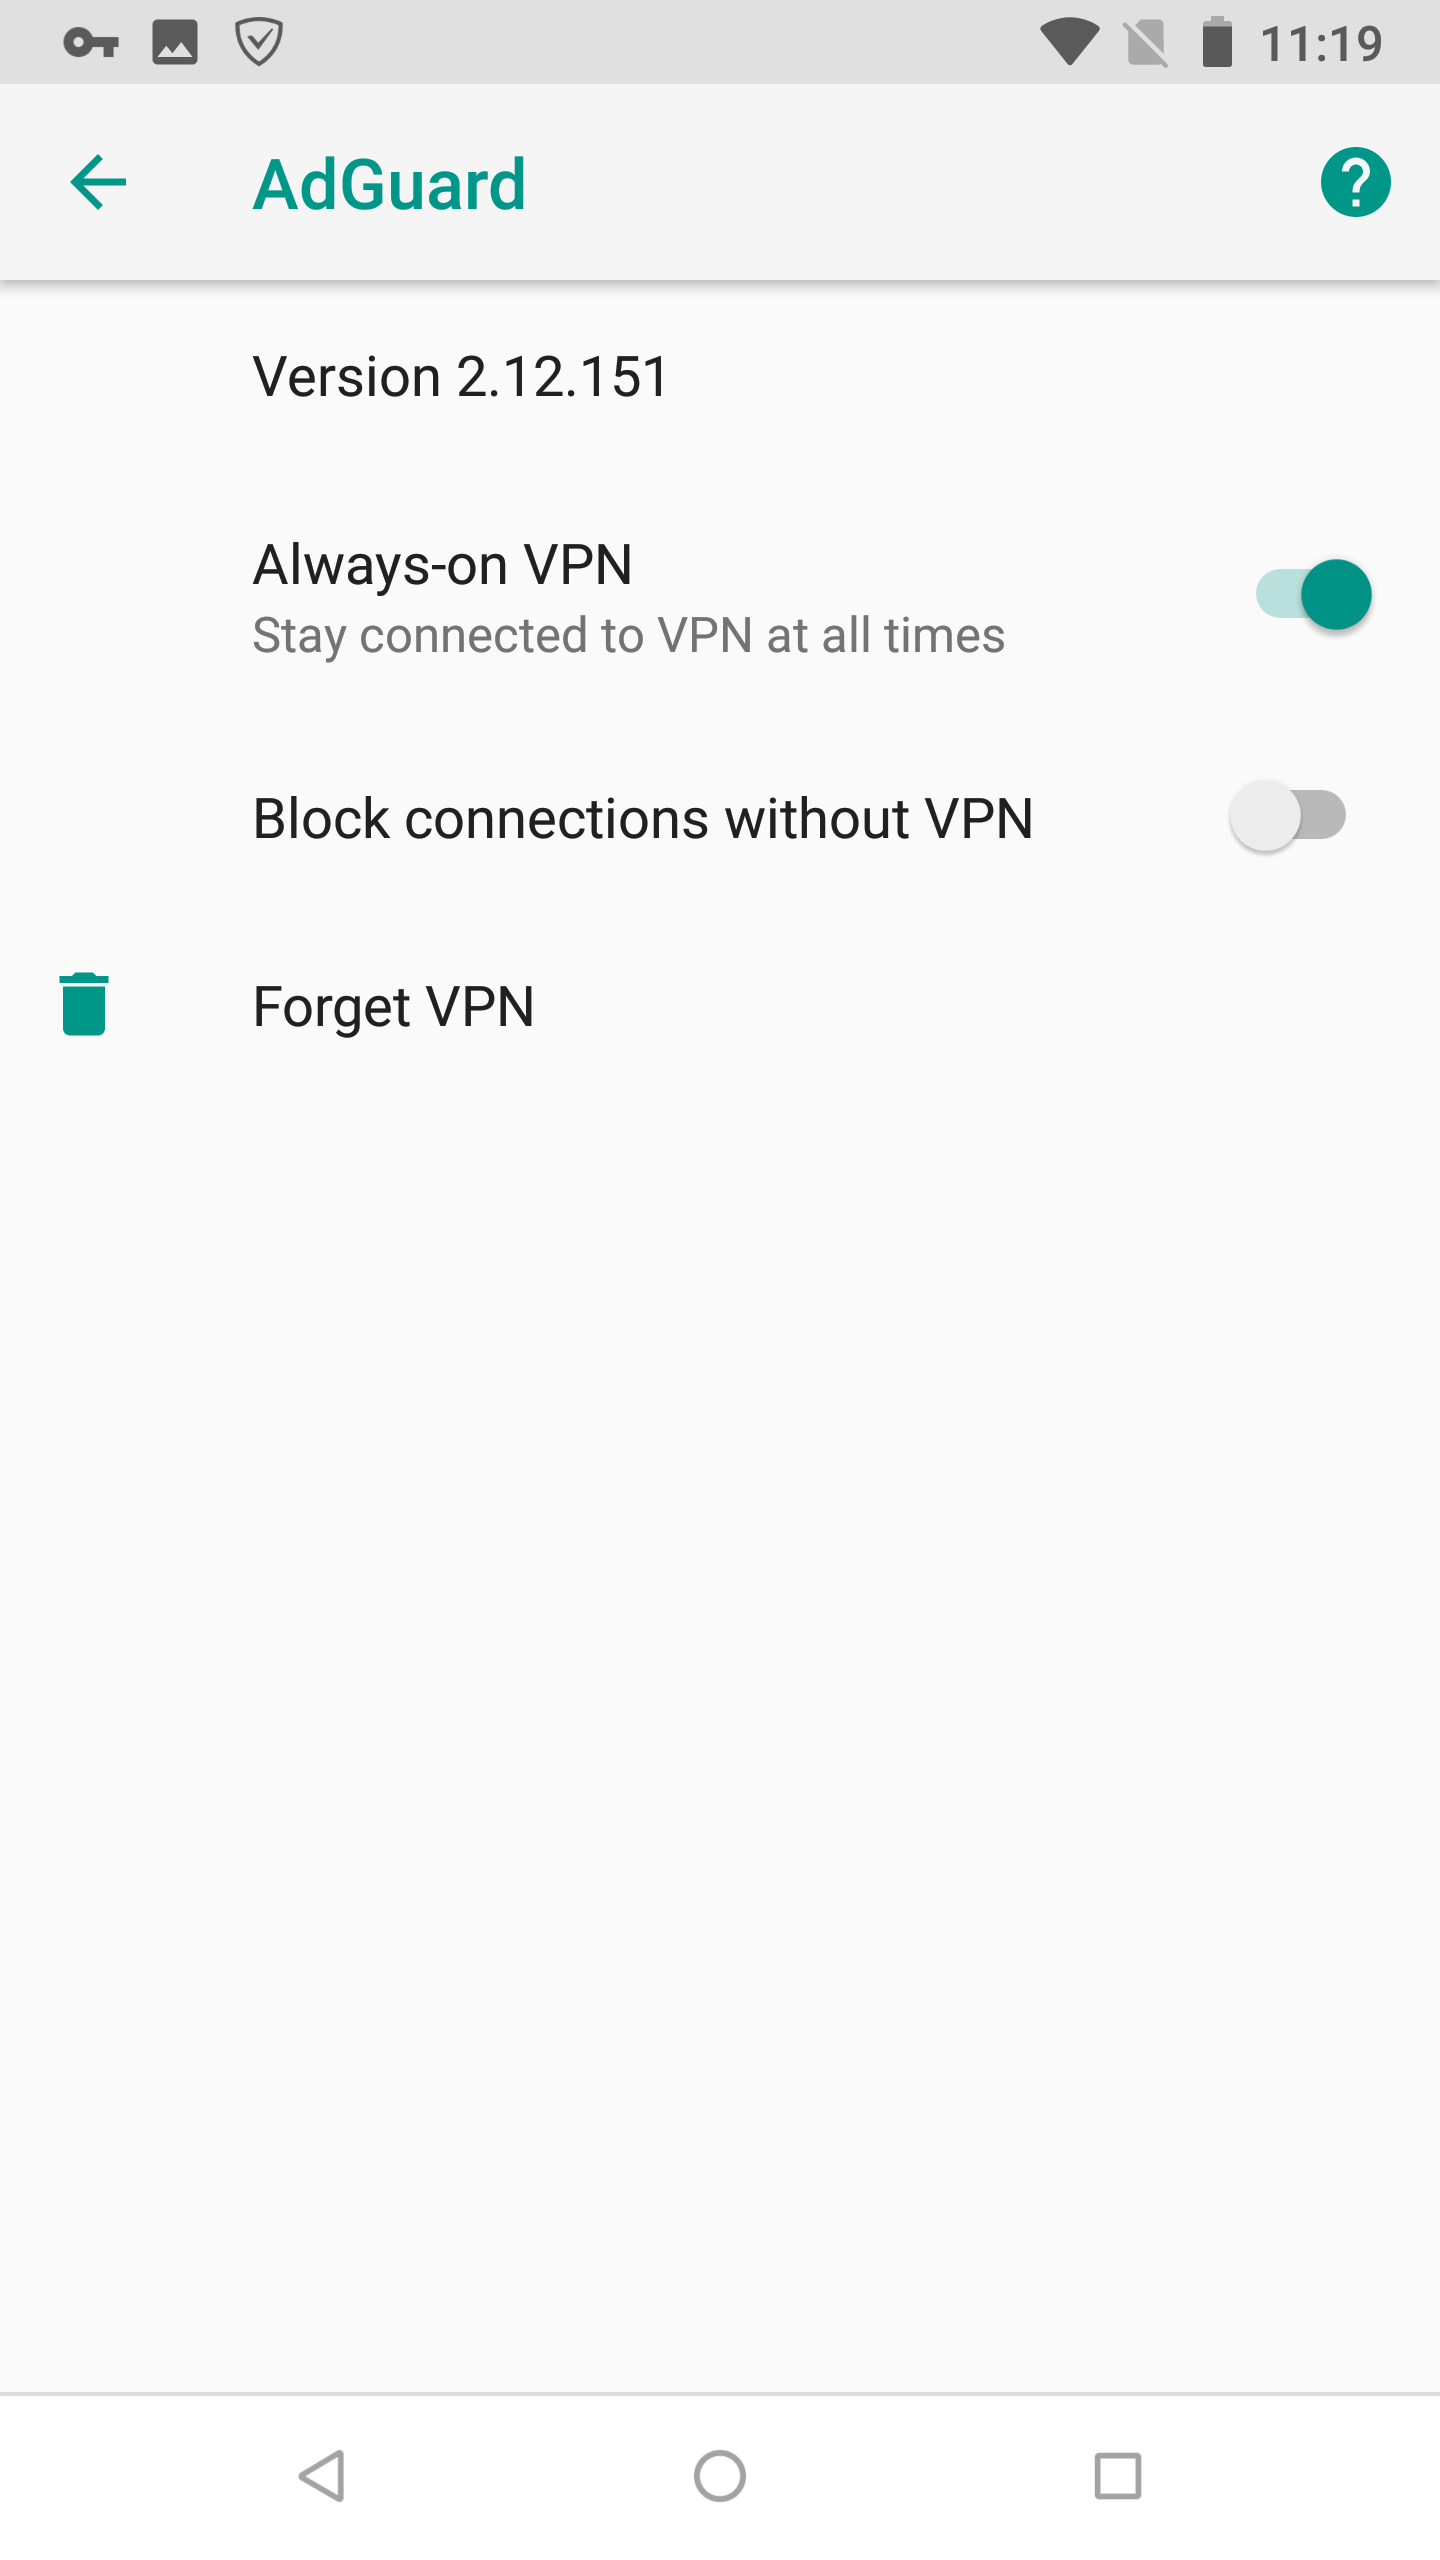 11:19
AdGuard
Version 2.12.151
Always-on VPN
Stay connected to VPN at all times
Block connections without VPN
Forget VPN